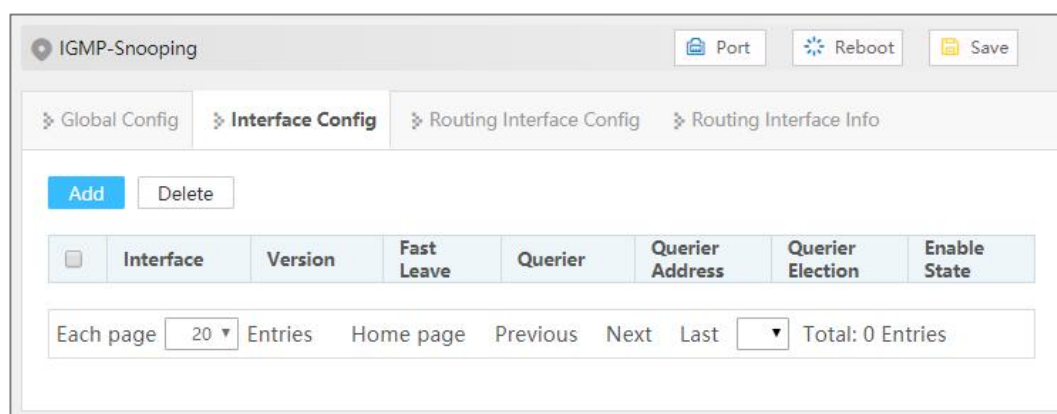 IGMP-Snooping Port Reboot Save
Global Config Interface Config Routing Interface Config Routing Interface Info
Add Delete
Interface Version Fast Leave Querier Querier Address Querier Election Enable State
Each page 20 Entries Home page Previous Next Last Total: 0 Entries